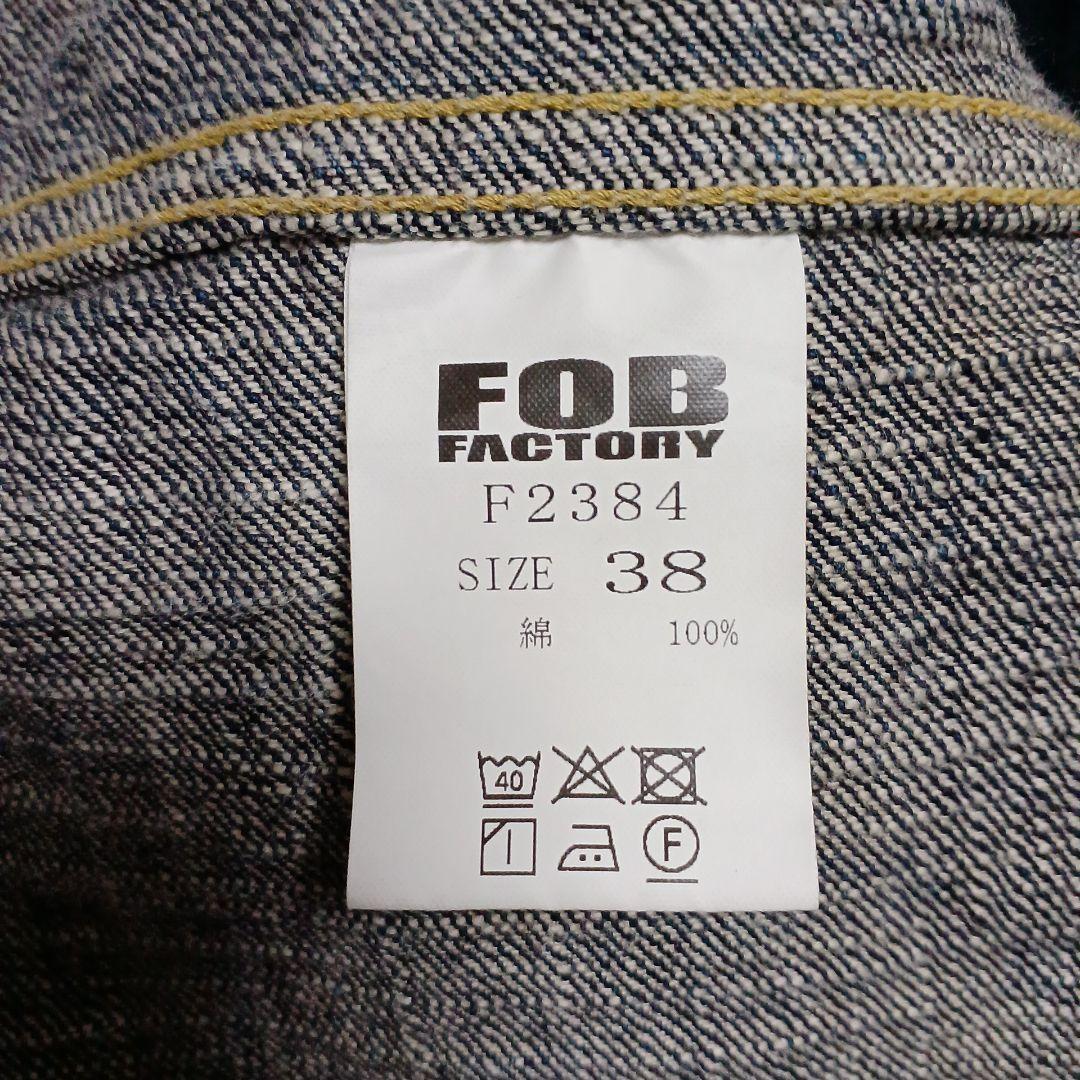 FOB
FACTORY
F2384
SIZE 38
綿 100%
40
F